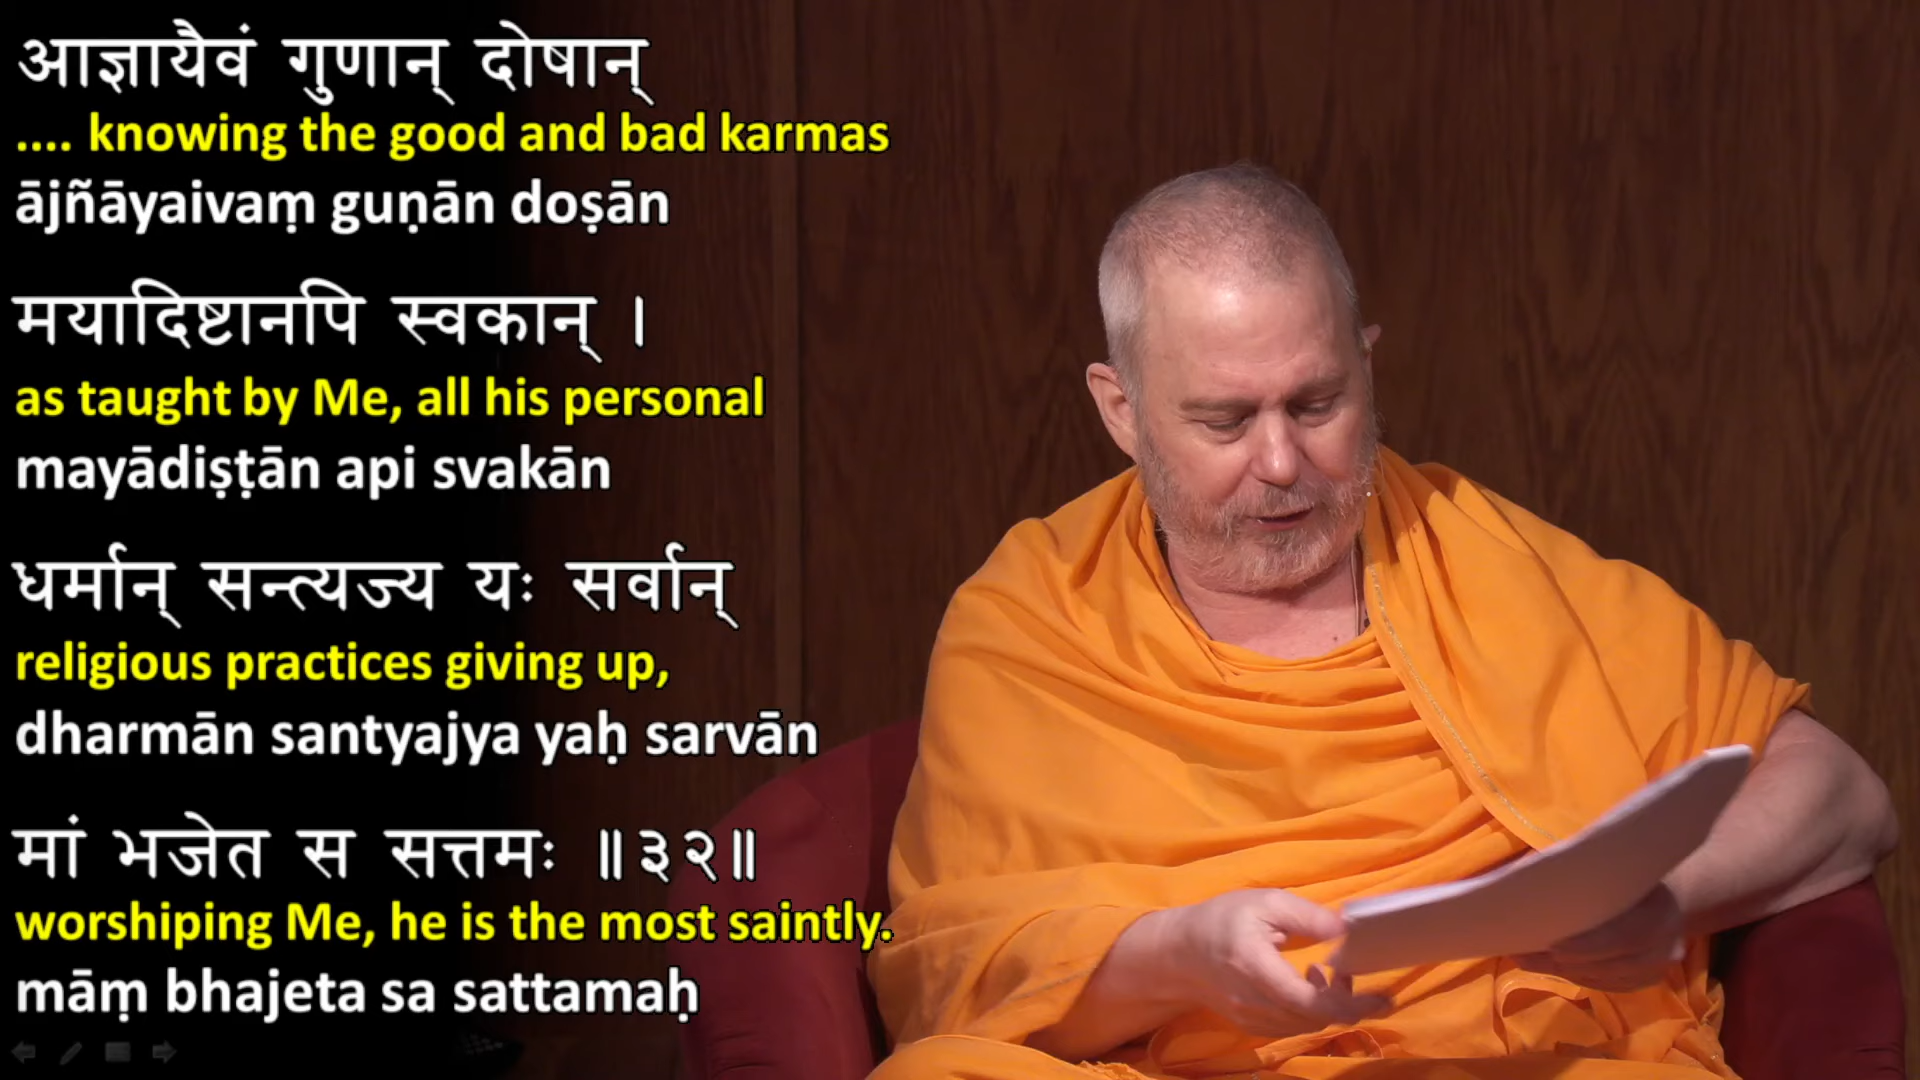 आज्ञायैवं गुणान् दोषान्
.... knowing the good and bad karmas
ājñāyaivaṃ guṇān doṣān
मयादिष्टानपि स्वकान् ।
as taught by Me, all his personal
mayādiṣṭān api svakān
धर्मान् सन्त्यज्य यः सर्वान्
religious practices giving up,
dharmān santyajya yaḥ sarvān
मां भजेत स सत्तमः ॥३२॥
worshiping Me, he is the most saintly.
māṃ bhajeta sa sattamaḥ